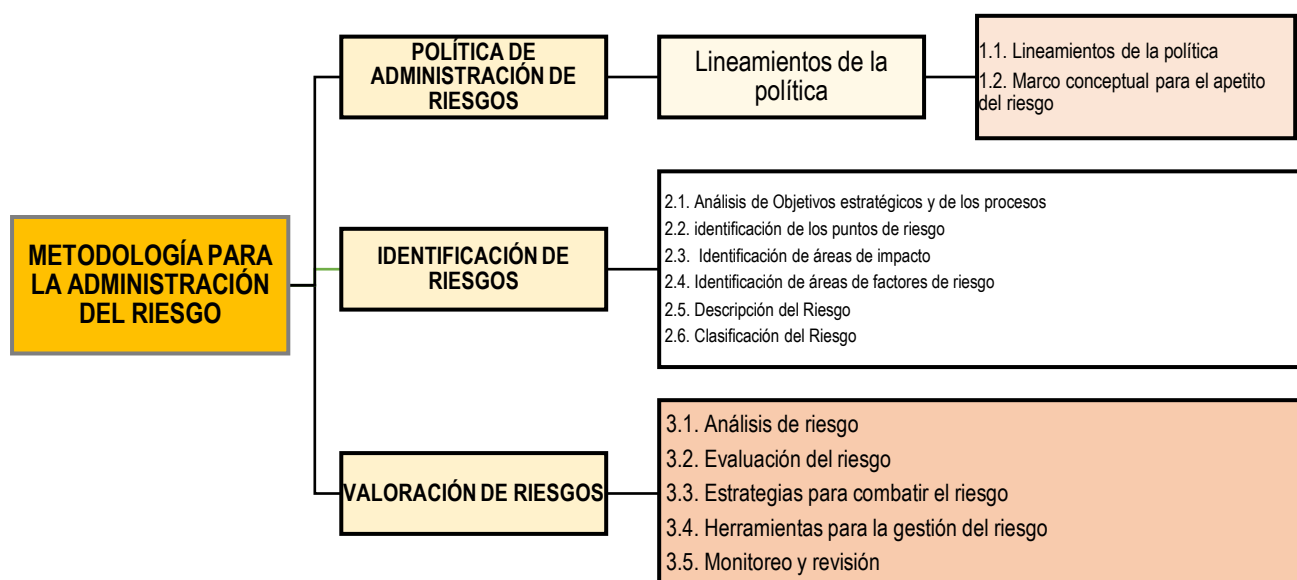 POLÍTICA DE
ADMINISTRACIÓN DE
RIESGOS
Lineamientos de la
política
1.1. Lineamientos de la política
1.2. Marco conceptual para el apetito
del riesgo
METODOLOGÍA PARA
LA ADMINISTRACIÓN
DEL RIESGO
IDENTIFICACIÓN DE
RIESGOS
2.1. Análisis de Objetivos estratégicos y de los procesos
2.2. identificación de los puntos de riesgo
2.3. Identificación de áreas de impacto
2.4. Identificación de áreas de factores de riesgo
2.5. Descripción del Riesgo
2.6. Clasificación del Riesgo
VALORACIÓN DE RIESGOS
3.1. Análisis de riesgo
3.2. Evaluación del riesgo
3.3. Estrategias para combatir el riesgo
3.4. Herramientas para la gestión del riesgo
3.5. Monitoreo y revisión